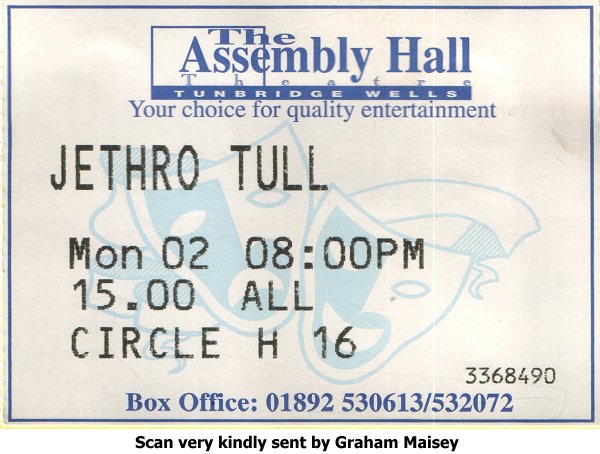 The
Assembly Hall
Theatre
TUNBRIDGE WELLS
Your choice for quality entertainment
JETHRO TULL
Mon 02 08:00PM
15.00 ALL
CIRCLE H 16
3368490
Box Office: 01892 530613/532072
Scan very kindly sent by Graham Maisey